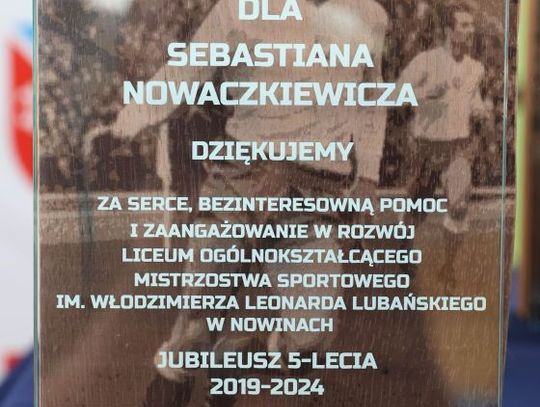 DLA
SEBASTIANA
NOWACZKIEWICZA
DZIĘKUJEMY
ZA SERCE, BEZINTERESOWNĄ POMOC
I ZAANGAŻOWANIE W ROZWÓJ
LICEUM OGÓLNOKSZTAŁCĄCEGO
MISTRZOSTWA SPORTOWEGO
IM. WŁODZIMIERZA LEONARDA LUBAŃSKIEGO
W NOWINACH
JUBILEUSZ 5-LECIA
2019-2024